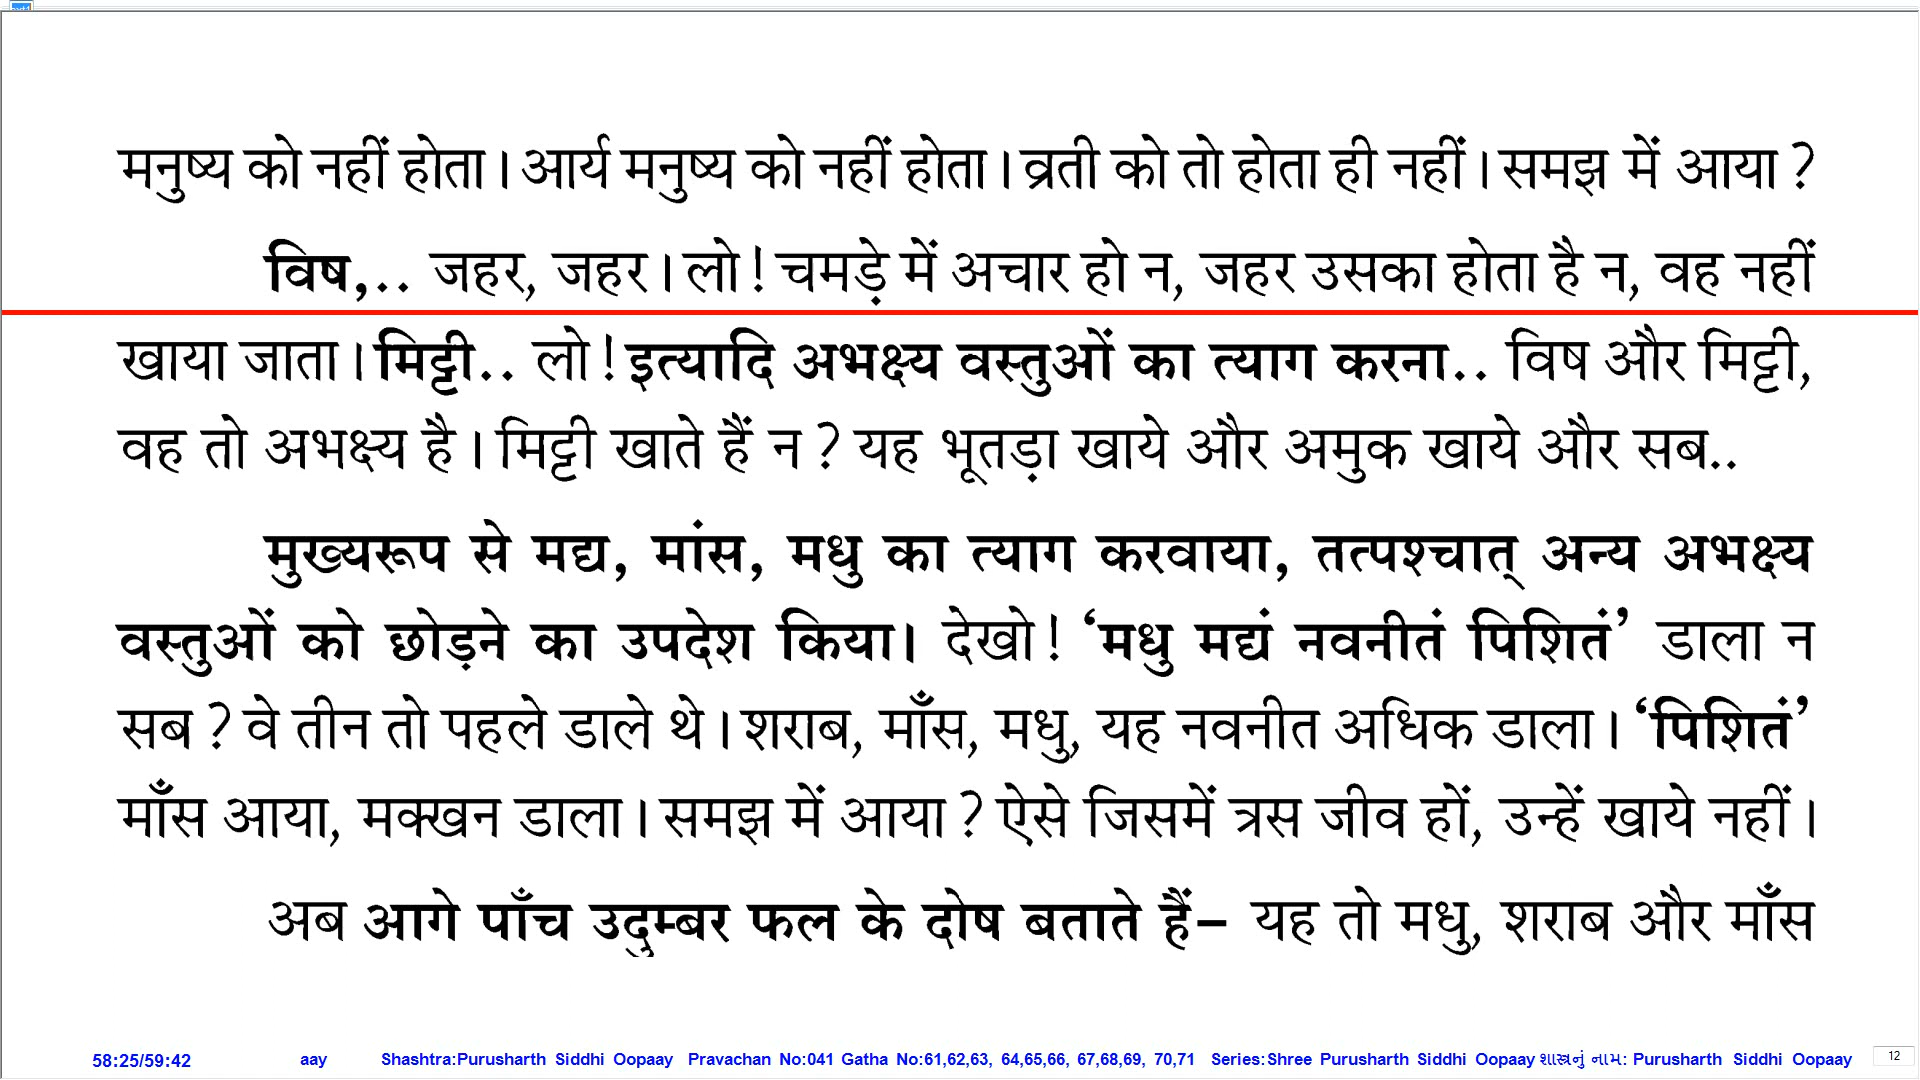 मनुष्य को नहीं होता। आर्य मनुष्य को नहीं होता। व्रती को तो होता ही नहीं। समझ में आया ?
विष,.. जहर, जहर। लो! चमड़े में अचार हो न, जहर उसका होता है न, वह नहीं
खाया जाता। मिट्टी.. लो! इत्यादि अभक्ष्य वस्तुओं का त्याग करना.. विष और मिट्टी,
वह तो अभक्ष्य है। मिट्टी खाते हैं न ? यह भूतड़ा खाये और अमुक खाये और सब..
मुख्यरूप से मद्य, मांस, मधु का त्याग करवाया, तत्पश्चात् अन्य अभक्ष्य
वस्तुओं को छोड़ने का उपदेश किया। देखो! ‘मधु मद्यं नवनीतं पिशितं’ डाला न
सब ? वे तीन तो पहले डाले थे। शराब, माँस, मधु, यह नवनीत अधिक डाला। ‘पिशितं’
माँस आया, मक्खन डाला। समझ में आया ? ऐसे जिसमें त्रस जीव हों, उन्हें खाये नहीं।
अब आगे पाँच उदुम्बर फल के दोष बताते हैं– यह तो मधु, शराब और माँस
58:25/59:42 aay Shashtra:Purusharth Siddhi Oopaay Pravachan No:041 Gatha No:61,62,63, 64,65,66, 67,68,69, 70,71 Series:Shree Purusharth Siddhi Oopaay શાસ્ત્રનું નામ: Purusharth Siddhi Oopaay 12